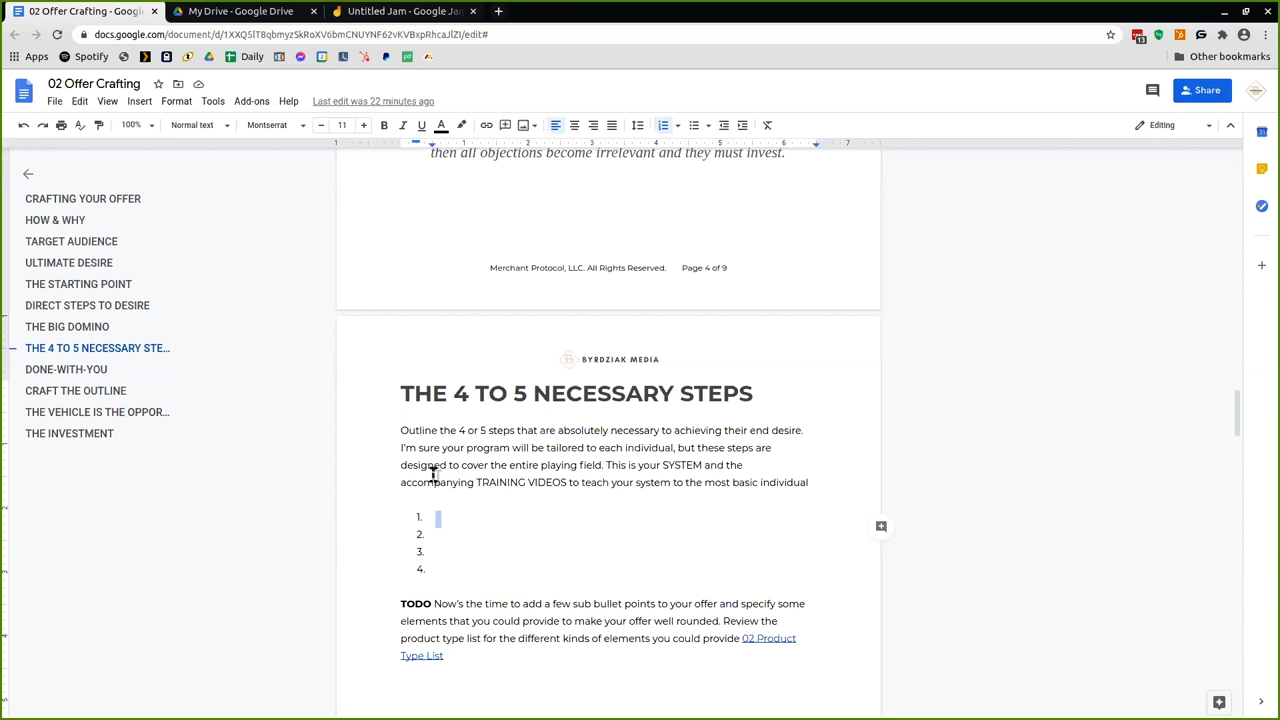 02 Offer Crafting - Google Do
My Drive - Google Drive
Untitled Jam - Google Jam
docs.google.com/document/d/1XXQ5lT8qbmyzSkRoXV6bmCNUYNF62vKVBxpRhcaJlZI/edit#
13
Apps
Spotify
Daily
Other bookmarks
02 Offer Crafting
File Edit View Insert Format Tools Add-ons Help Last edit was 22 minutes ago
Share
100% Normal text Montserrat 11 Editing
1 1 2 3 4 5 6 7
then all objections become irrelevant and they must invest.
CRAFTING YOUR OFFER
HOW & WHY
TARGET AUDIENCE
ULTIMATE DESIRE
THE STARTING POINT
DIRECT STEPS TO DESIRE
THE BIG DOMINO
THE 4 TO 5 NECESSARY STE...
DONE-WITH-YOU
CRAFT THE OUTLINE
THE VEHICLE IS THE OPPOR...
THE INVESTMENT
Merchant Protocol, LLC. All Rights Reserved. Page 4 of 9
BYRDZIAK MEDIA
THE 4 TO 5 NECESSARY STEPS
Outline the 4 or 5 steps that are absolutely necessary to achieving their end desire.
I'm sure your program will be tailored to each individual, but these steps are
designed to cover the entire playing field. This is your SYSTEM and the
accompanying TRAINING VIDEOS to teach your system to the most basic individual
1.
2.
3.
4.
TODO Now's the time to add a few sub bullet points to your offer and specify some
elements that you could provide to make your offer well rounded. Review the
product type list for the different kinds of elements you could provide 02 Product
Type List